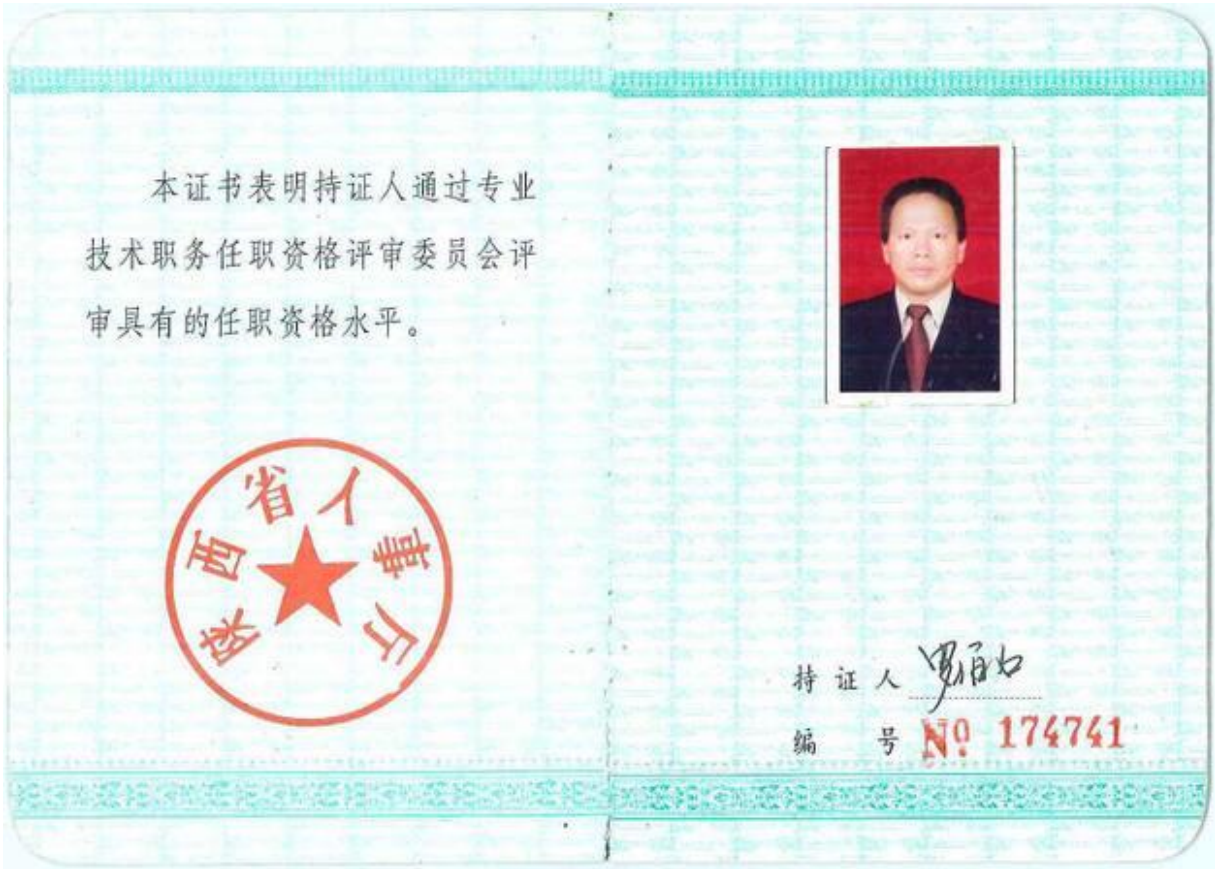 本证书表明持证人通过专业
技术职务任职资格评审委员会评
审具有的任职资格水平。
陕西省人事厅
持证人
编号 No 174741